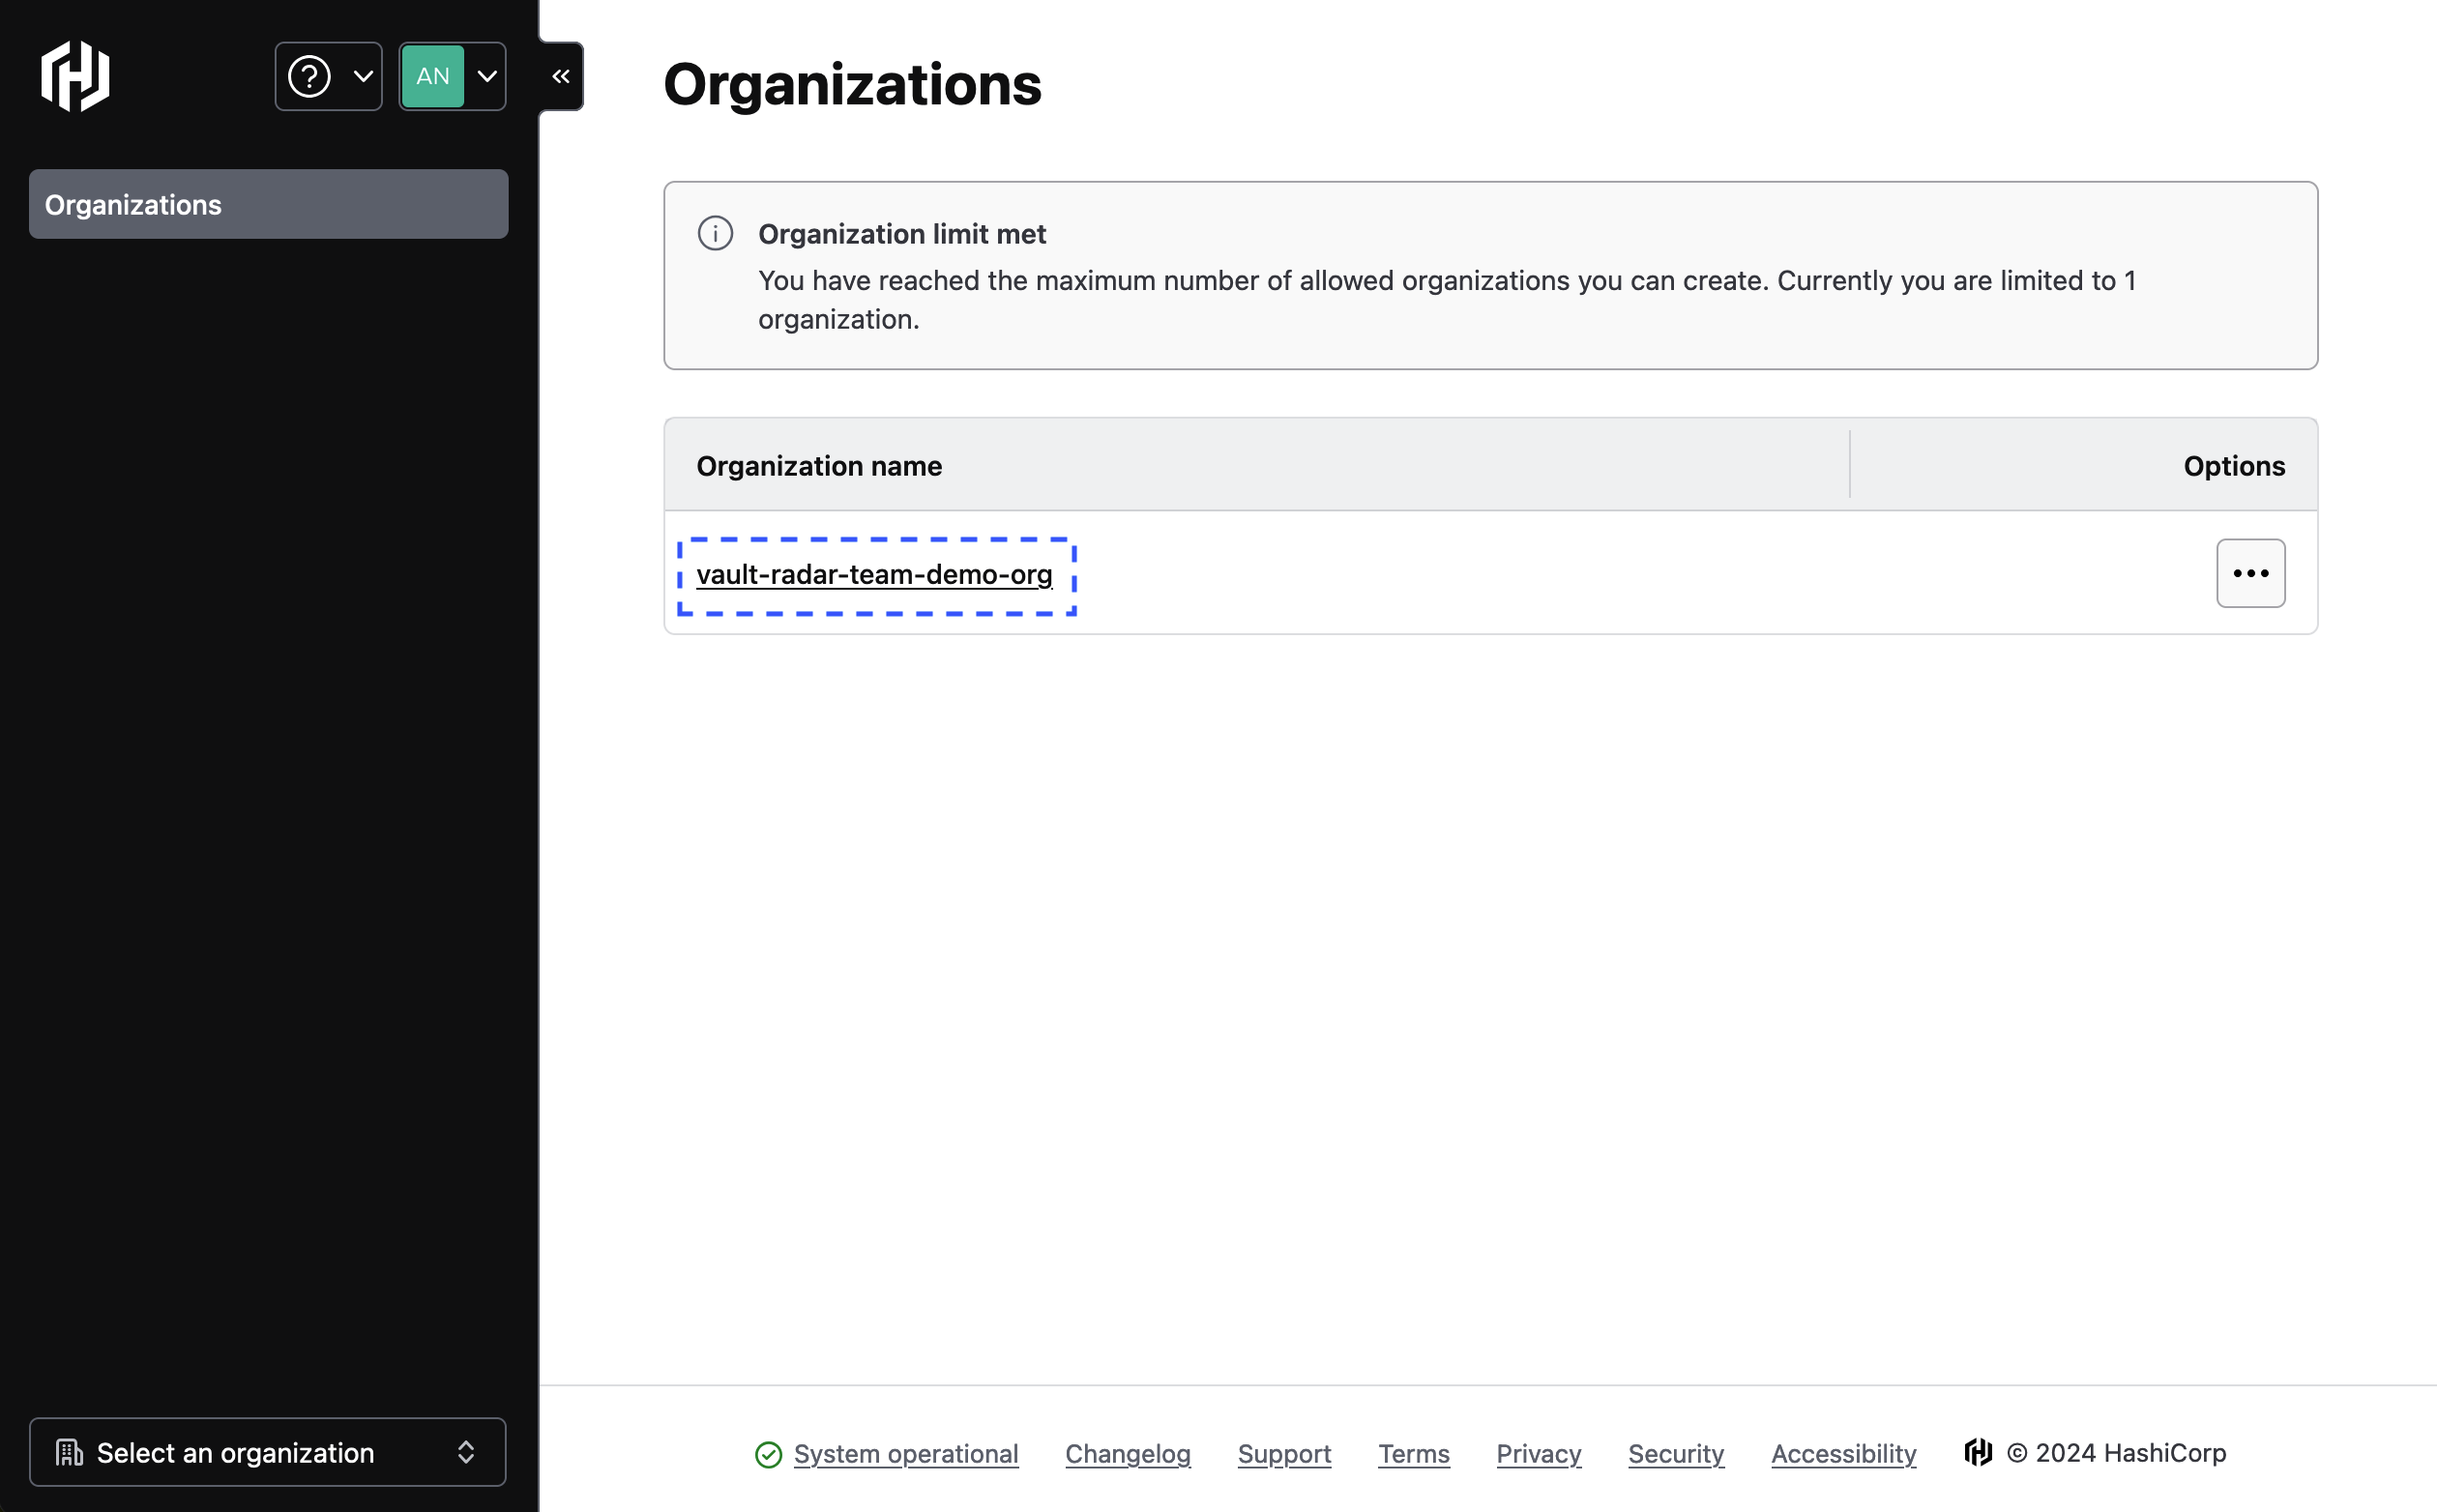 AN
Organizations
Organizations
Organization limit met
You have reached the maximum number of allowed organizations you can create. Currently you are limited to 1
organization.
Organization name
Options
vault-radar-team-demo-org
Select an organization
System operational
Changelog
Support
Terms
Privacy
Security
Accessibility
© 2024 HashiCorp